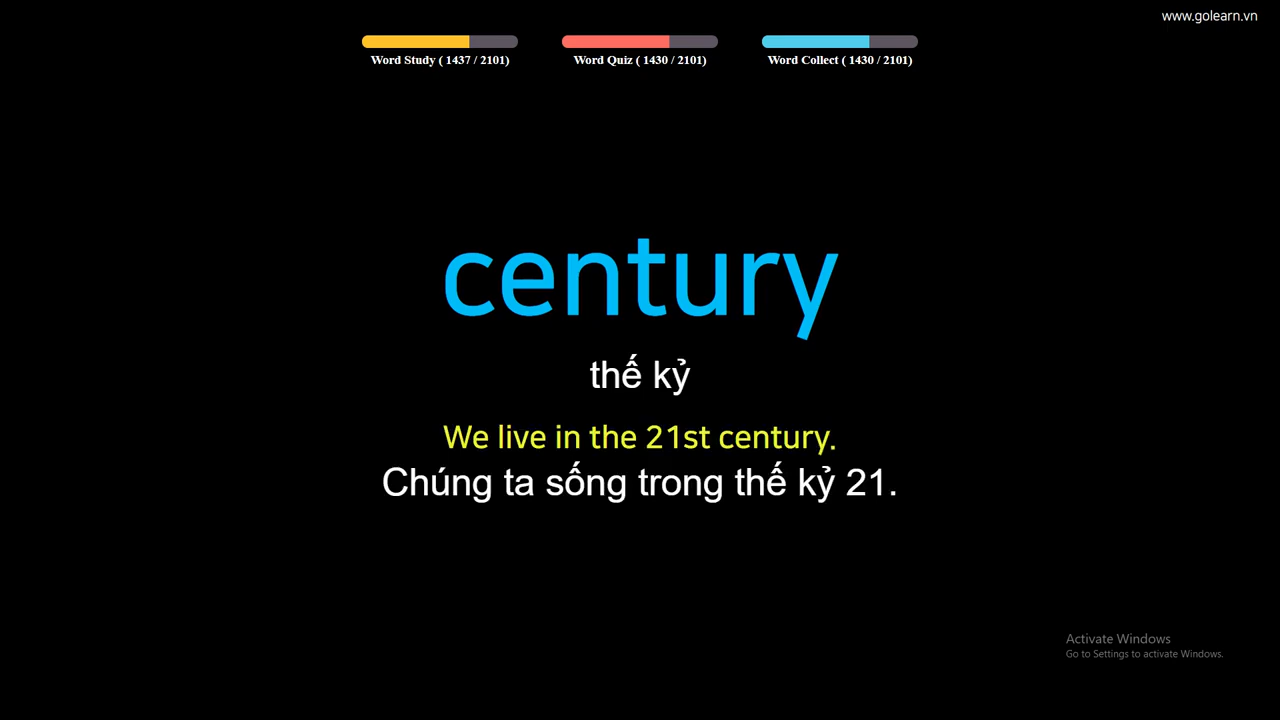 www.golearn.vn
Word Study ( 1437 / 2101) Word Quiz ( 1430 / 2101) Word Collect ( 1430 / 2101)
century
thế kỷ
We live in the 21st century.
Chúng ta sống trong thế kỷ 21.
Activate Windows
Go to Settings to activate Windows.